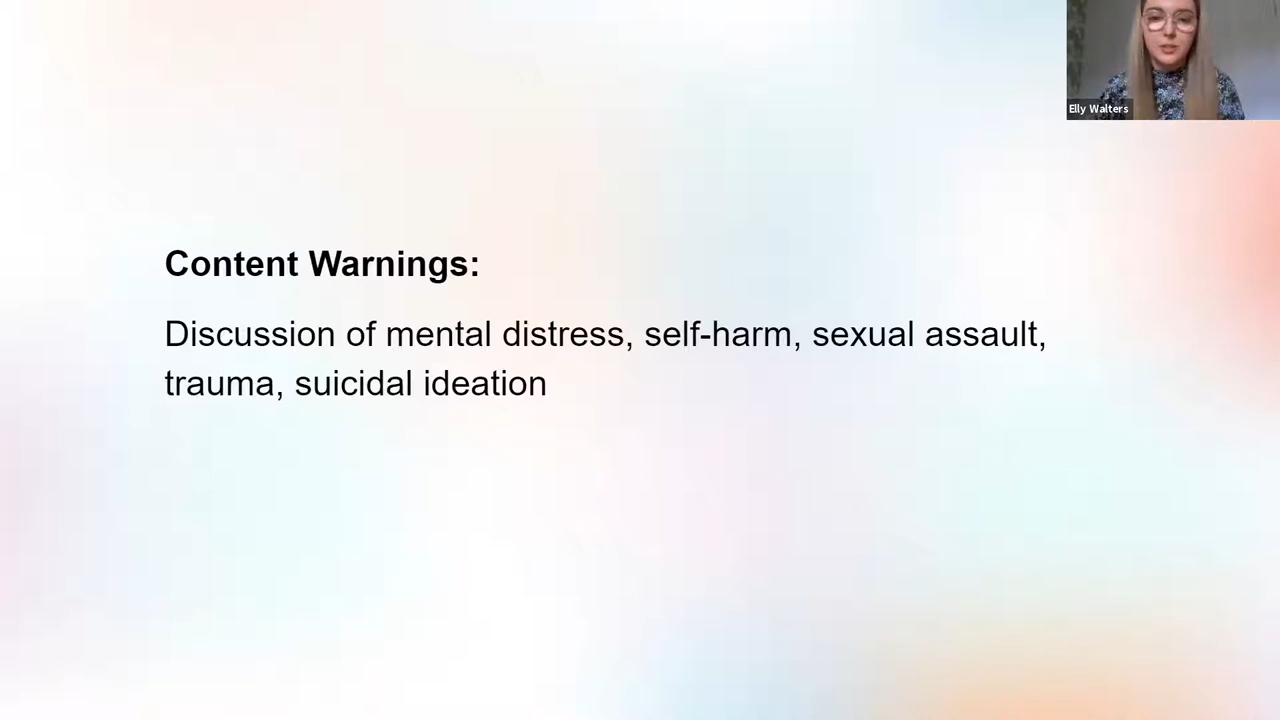 Elly Walters
Content Warnings:
Discussion of mental distress, self-harm, sexual assault,
trauma, suicidal ideation